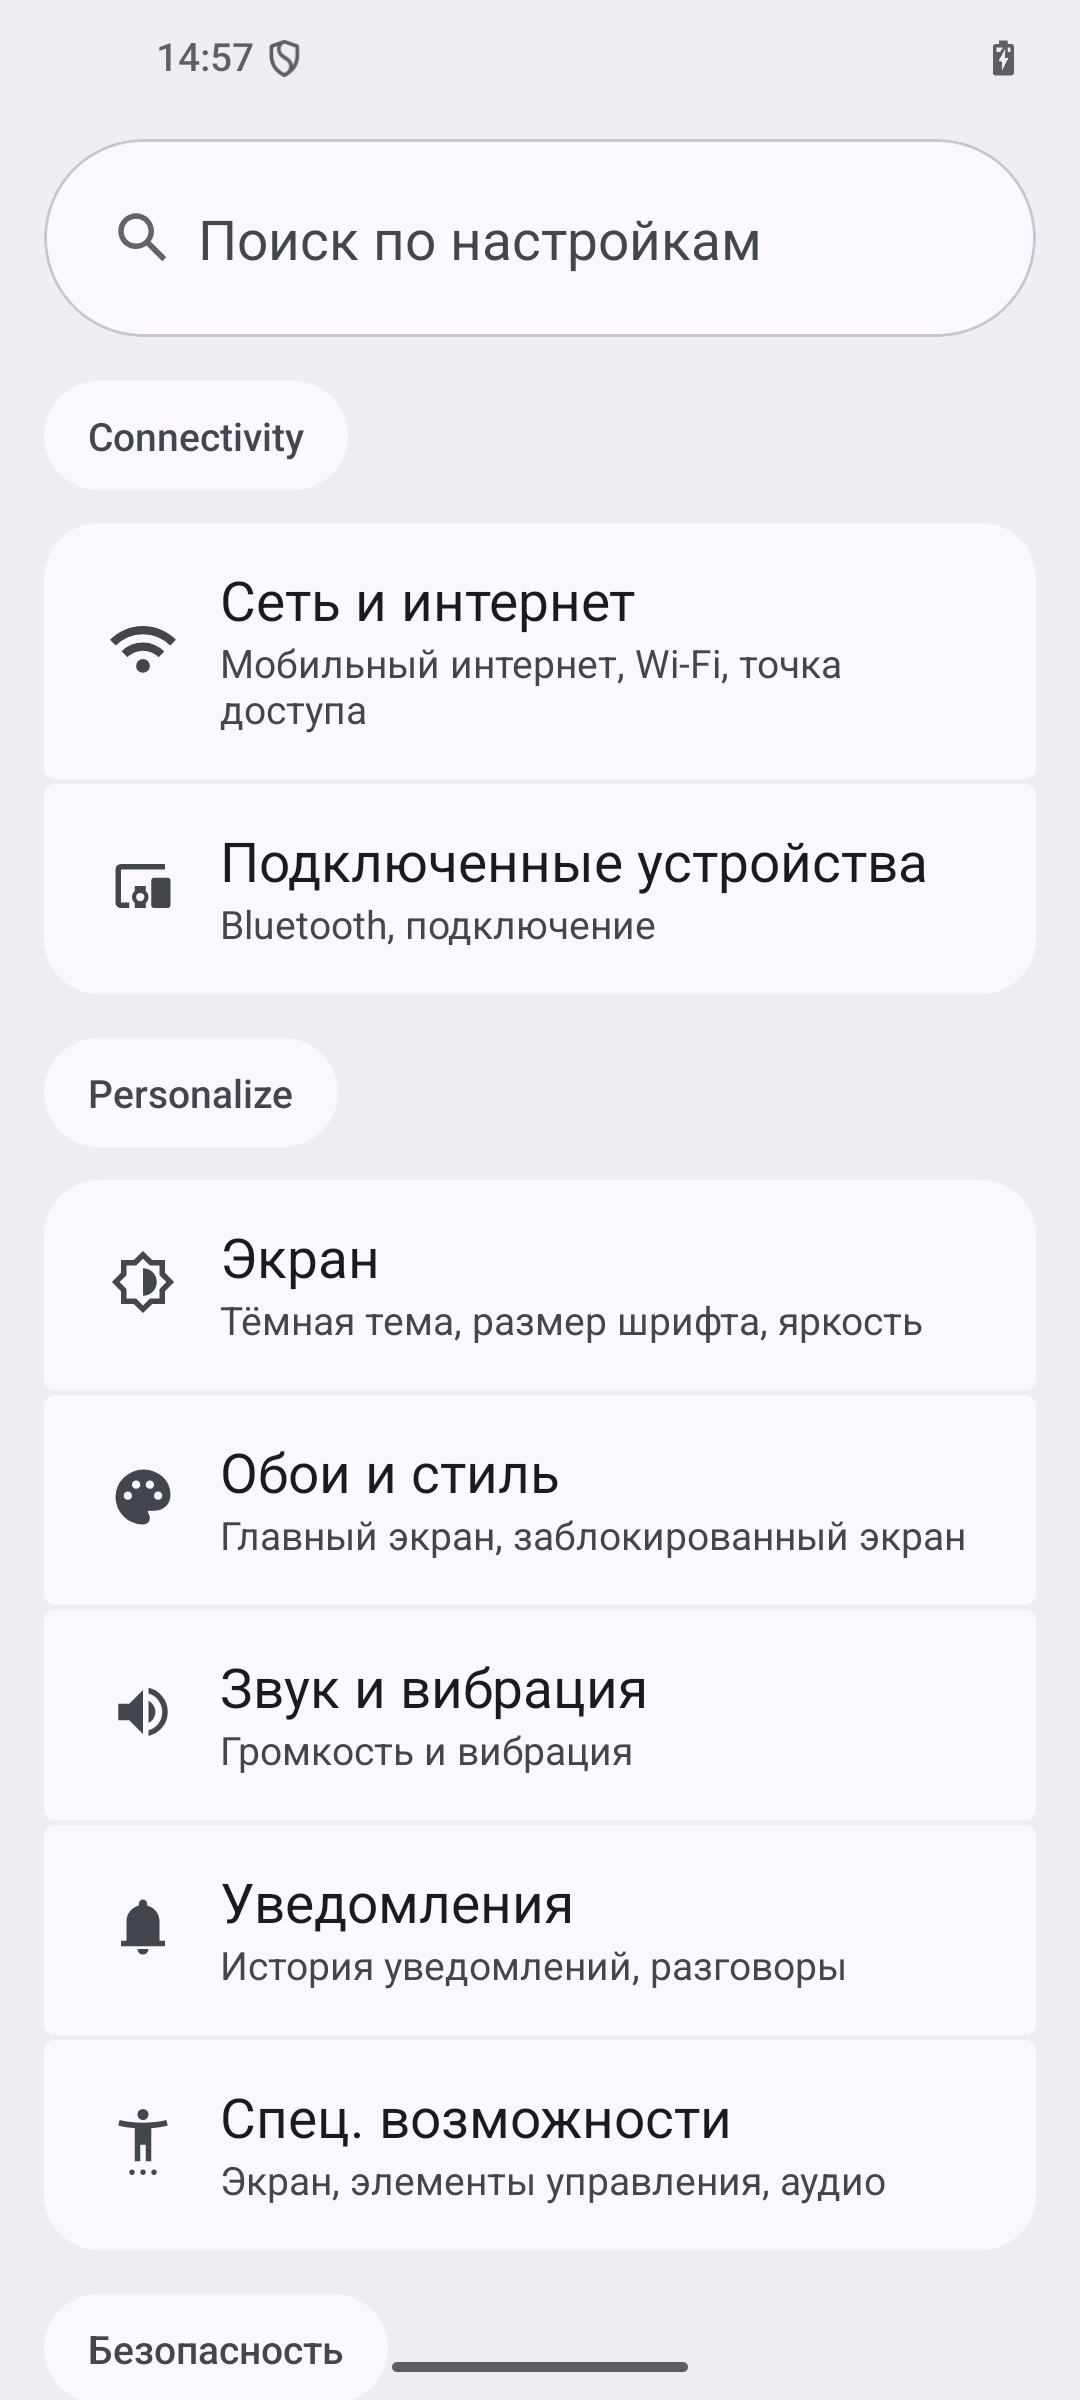 14:57
Поиск по настройкам
Connectivity
Сеть и интернет
Мобильный интернет, Wi-Fi, точка
доступа
Подключенные устройства
Bluetooth, подключение
Personalize
Экран
Тёмная тема, размер шрифта, яркость
Обои и стиль
Главный экран, заблокированный экран
Звук и вибрация
Громкость и вибрация
Уведомления
История уведомлений, разговоры
Спец. возможности
Экран, элементы управления, аудио
Безопасность